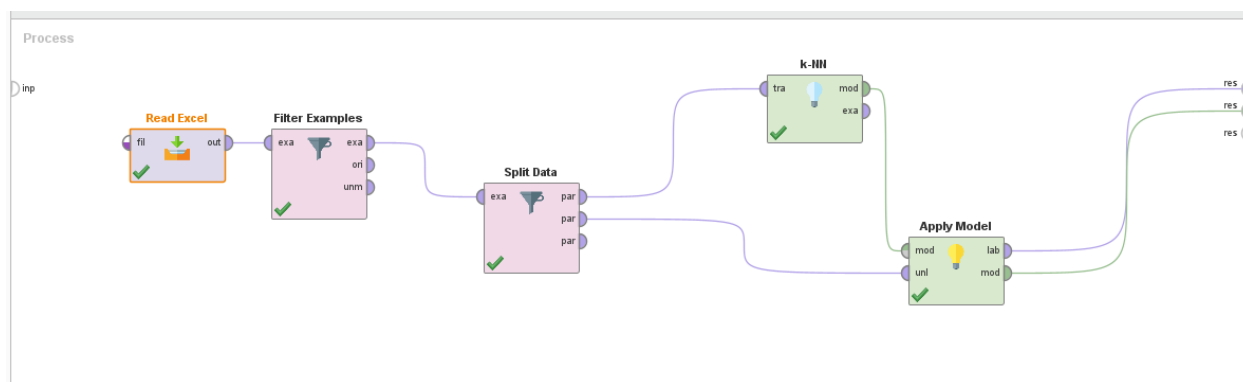 Process
inp
Read Excel
fil out
Filter Examples
exa exa
ori
unm
Split Data
exa par
par
par
k-NN
tra mod
exa
Apply Model
mod lab
unl mod
res
res
res